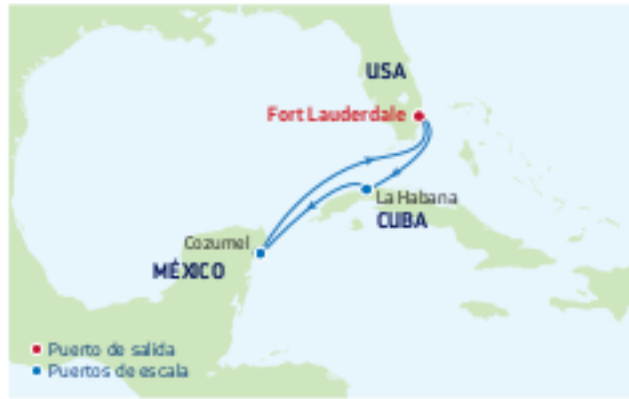 USA
Fort Lauderdale
La Habana
CUBA
Cozumel
MÉXICO
Puerto de salida
Puertos de escala